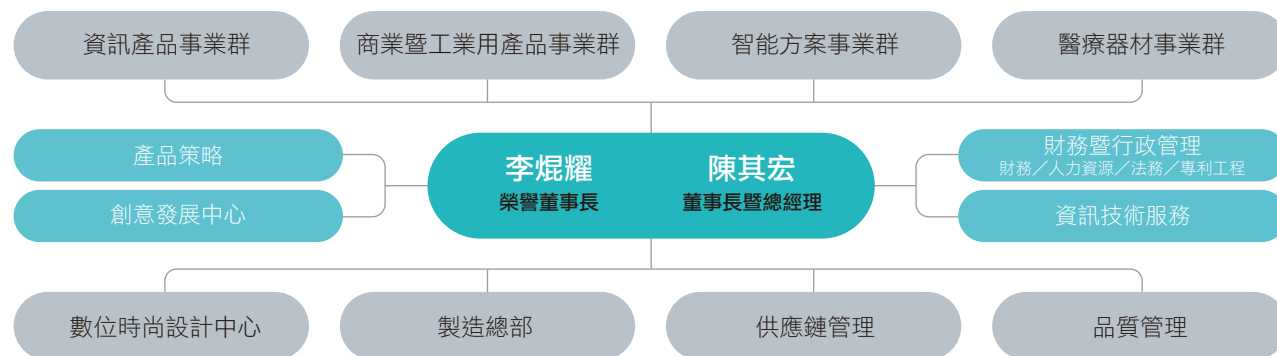 資訊產品事業群
商業暨工業用產品事業群
智能方案事業群
醫療器材事業群
產品策略
創意發展中心
李焜耀
榮譽董事長
陳其宏
董事長暨總經理
財務暨行政管理
財務／人力資源／法務／專利工程
資訊技術服務
數位時尚設計中心
製造總部
供應鏈管理
品質管理